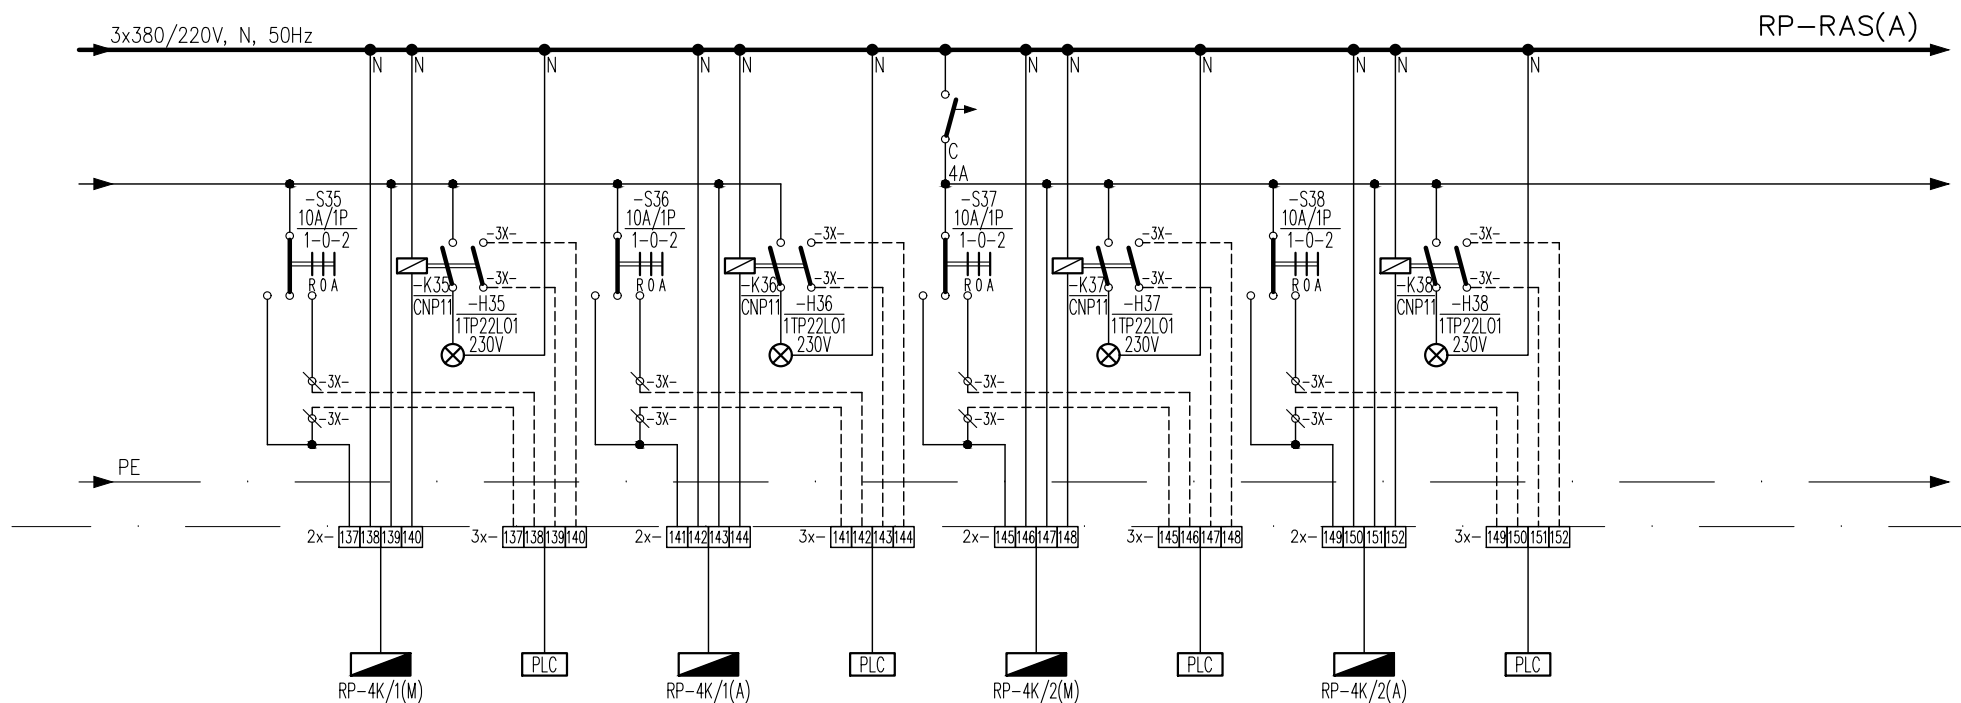 3x380/220V, N, 50Hz
RP-RAS(A)
N N N N N N N N N N N N
C
4A
-S35
10A/1P
1-0-2
R O A
-3X-
-3X-
-K35
CNP11
-H35
1TP22L01
230V
-3X-
-3X-
-S36
10A/1P
1-0-2
R O A
-3X-
-3X-
-K36
CNP11
-H36
1TP22L01
230V
-3X-
-3X-
-S37
10A/1P
1-0-2
R O A
-3X-
-3X-
-K37
CNP11
-H37
1TP22L01
230V
-3X-
-3X-
-S38
10A/1P
1-0-2
R O A
-3X-
-3X-
-K38
CNP11
-H38
1TP22L01
230V
-3X-
-3X-
PE
2x- 137 138 139 140 3x- 137 138 139 140 2x- 141 142 143 144 3x- 141 142 143 144 2x- 145 146 147 148 3x- 145 146 147 148 2x- 149 150 151 152 3x- 149 150 151 152
PLC PLC PLC PLC
RP-4K/1(M) RP-4K/1(A) RP-4K/2(M) RP-4K/2(A)